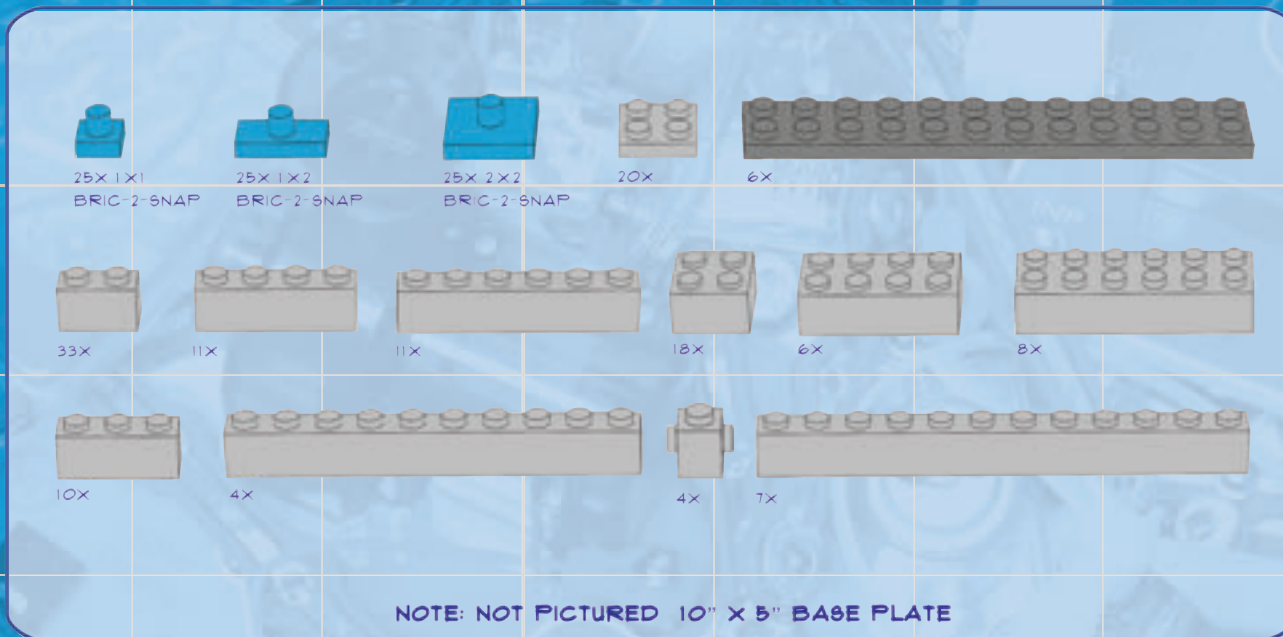 25X 1X1
BRIC-2-SNAP
25X 1X2
BRIC-2-SNAP
25X 2X2
BRIC-2-SNAP
20X
6X
33X
11X
11X
18X
6X
8X
10X
4X
4X
7X
NOTE: NOT PICTURED 10" X 5" BASE PLATE